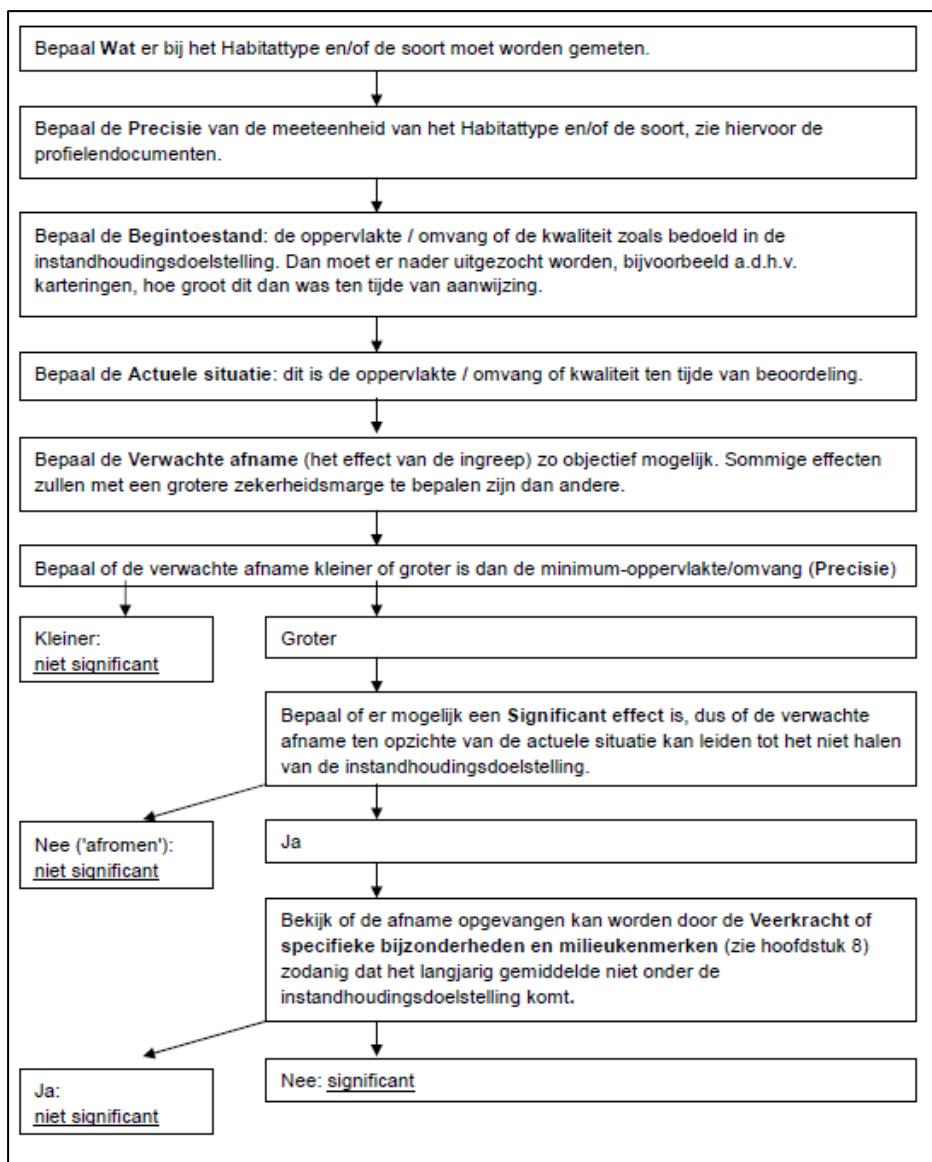 Bepaal Wat er bij het Habitattype en/of de soort moet worden gemeten.
Bepaal de Precisie van de meeteenheid van het Habitattype en/of de soort, zie hiervoor de
profielendocumenten.
Bepaal de Begintoestand: de oppervlakte / omvang of de kwaliteit zoals bedoeld in de
instandhoudingsdoelstelling. Dan moet er nader uitgezocht worden, bijvoorbeeld a.d.h.v.
karteringen, hoe groot dit dan was ten tijde van aanwijzing.
Bepaal de Actuele situatie: dit is de oppervlakte / omvang of kwaliteit ten tijde van beoordeling.
Bepaal de Verwachte afname (het effect van de ingreep) zo objectief mogelijk. Sommige effecten
zullen met een grotere zekerheidsmarge te bepalen zijn dan andere.
Bepaal of de verwachte afname kleiner of groter is dan de minimum-oppervlakte/omvang (Precisie)
Kleiner:
niet significant
Groter
Bepaal of er mogelijk een Significant effect is, dus of de verwachte
afname ten opzichte van de actuele situatie kan leiden tot het niet halen
van de instandhoudingsdoelstelling.
Nee ('afromen'):
niet significant
Ja
Bekijk of de afname opgevangen kan worden door de Veerkracht of
specifieke bijzonderheden en milieukenmerken (zie hoofdstuk 8)
zodanig dat het langjarig gemiddelde niet onder de
instandhoudingsdoelstelling komt.
Ja:
niet significant
Nee: significant